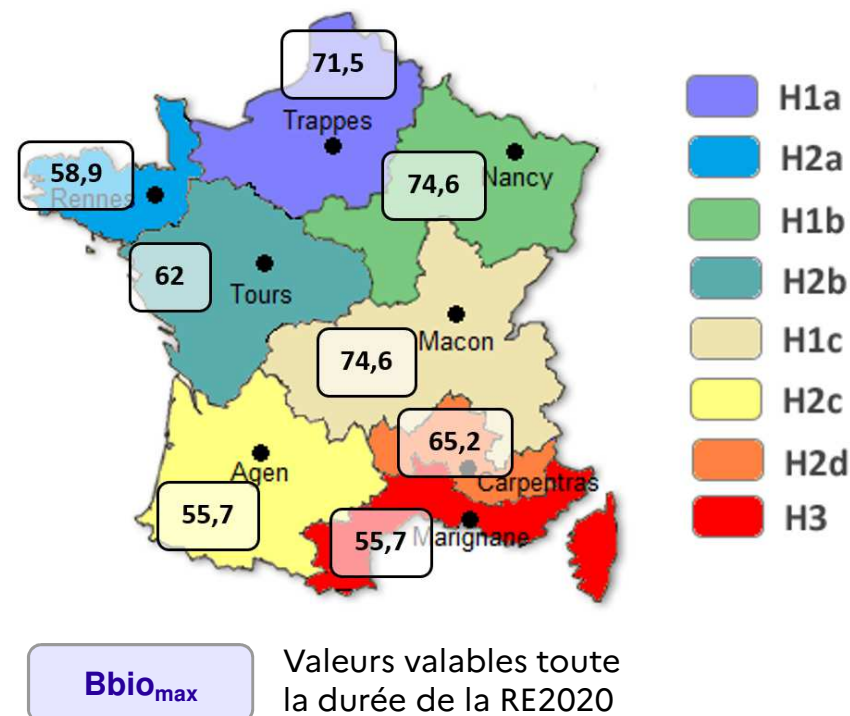 71,5
Trappes
H1a
58,9
Rennes
74,6
Nancy
H2a
H1b
62
Tours
H2b
74,6
Macon
H1c
65,2
Carpentras
H2c
Agen
55,7
H2d
55,7
Marignane
H3
Bbiomax
Valeurs valables toute
la durée de la RE2020